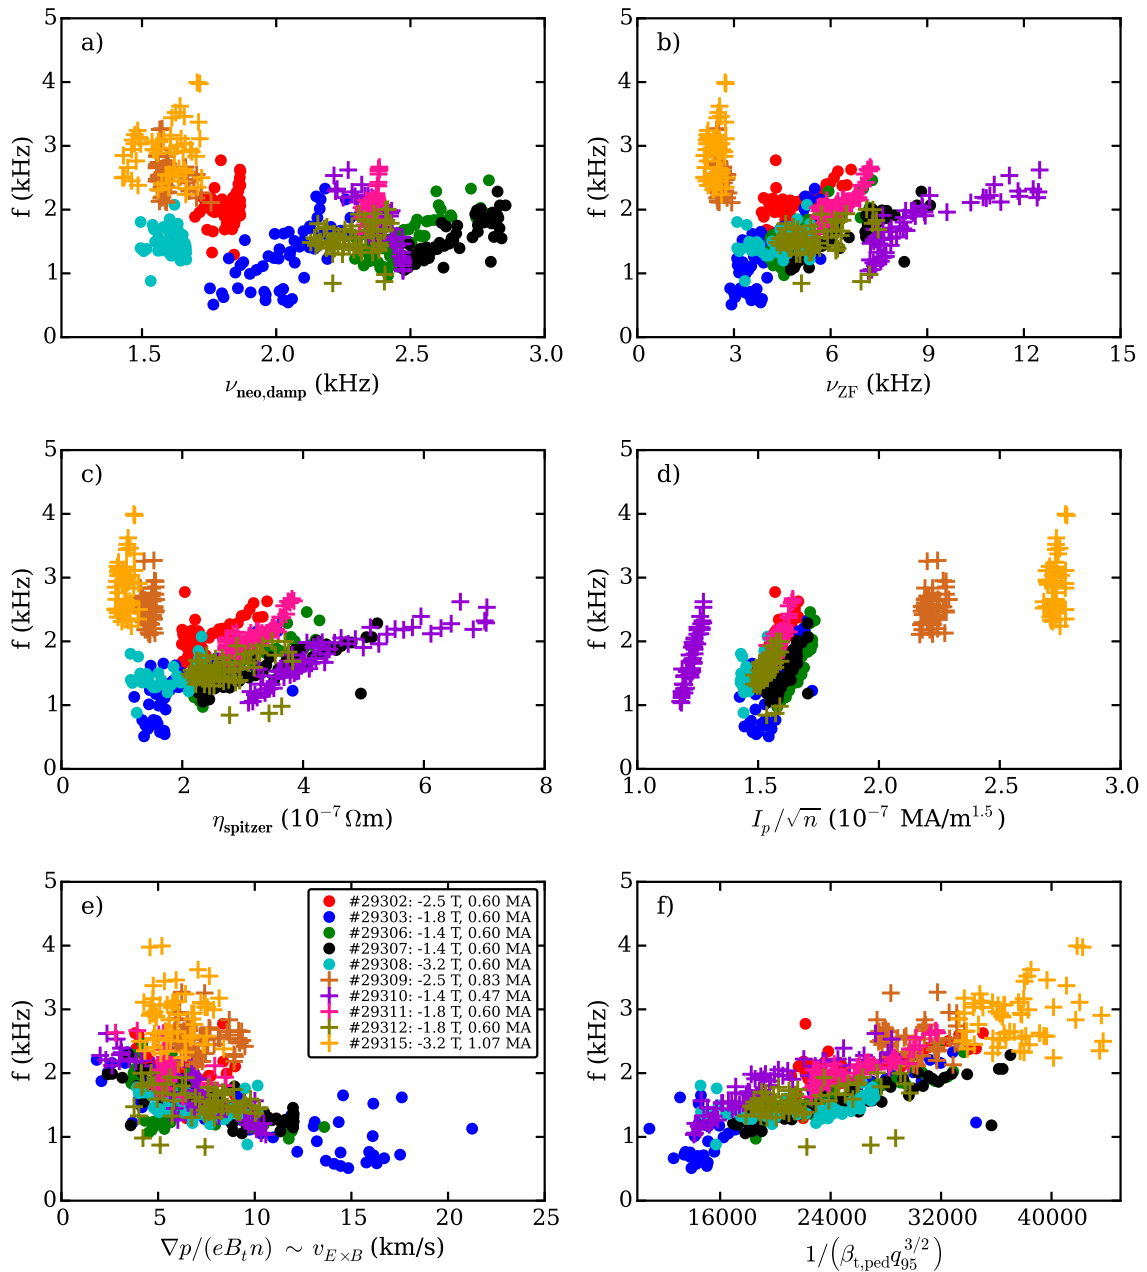 a)
f (kHz)
5
4
3
2
1
0
1.5 2.0 2.5 3.0
ν_neo,damp (kHz)
b)
f (kHz)
5
4
3
2
1
0
0 3 6 9 12 15
ν_ZF (kHz)
c)
f (kHz)
5
4
3
2
1
0
0 2 4 6 8
η_spitzer (10^−7 Ωm)
d)
f (kHz)
5
4
3
2
1
0
1.0 1.5 2.0 2.5 3.0
I_p/√n (10^−7 MA/m^1.5)
e)
f (kHz)
5
4
3
2
1
0
#29302: -2.5 T, 0.60 MA
#29303: -1.8 T, 0.60 MA
#29306: -1.4 T, 0.60 MA
#29307: -1.4 T, 0.60 MA
#29308: -3.2 T, 0.60 MA
#29309: -2.5 T, 0.83 MA
#29310: -1.4 T, 0.47 MA
#29311: -1.8 T, 0.60 MA
#29312: -1.8 T, 0.60 MA
#29315: -3.2 T, 1.07 MA
0 5 10 15 20 25
∇p/(eB_t n) ∼ v_E×B (km/s)
f)
f (kHz)
5
4
3
2
1
0
16000 24000 32000 40000
1/(β_t,ped q_95^3/2)